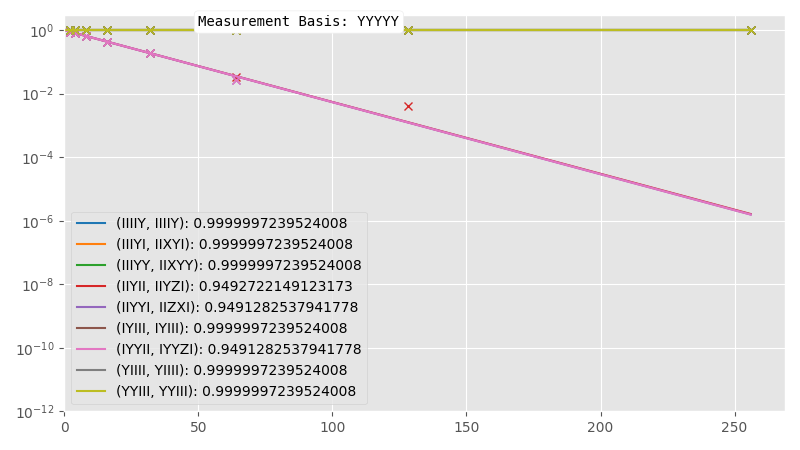 Measurement Basis: YYYYY
10^0
10^-2
10^-4
10^-6
10^-8
10^-10
10^-12
(IIIIY, IIIIY): 0.9999997239524008
(IIIYI, IIXYI): 0.9999997239524008
(IIIYY, IIXYY): 0.9999997239524008
(IIYII, IIYZI): 0.9492722149123173
(IIYYI, IIZXI): 0.9491282537941778
(IYIII, IYIII): 0.9999997239524008
(IYYII, IYYZI): 0.9491282537941778
(YIIII, YIIII): 0.9999997239524008
(YYIII, YYIII): 0.9999997239524008
0 50 100 150 200 250